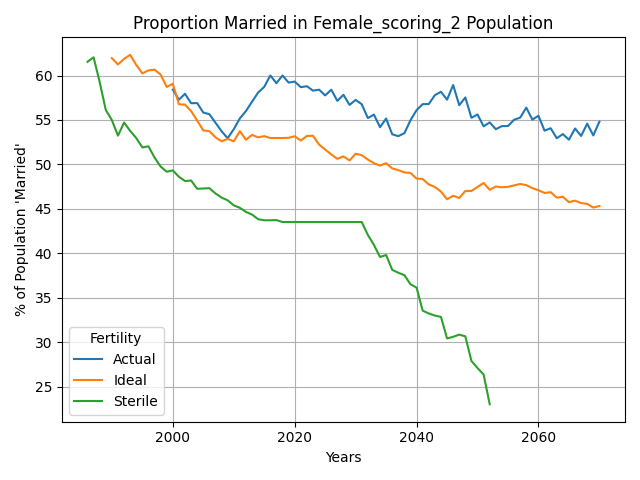 Proportion Married in Female_scoring_2 Population
% of Population 'Married'
60
55
50
45
40
35
30
25
Fertility
Actual
Ideal
Sterile
2000 2020 2040 2060
Years